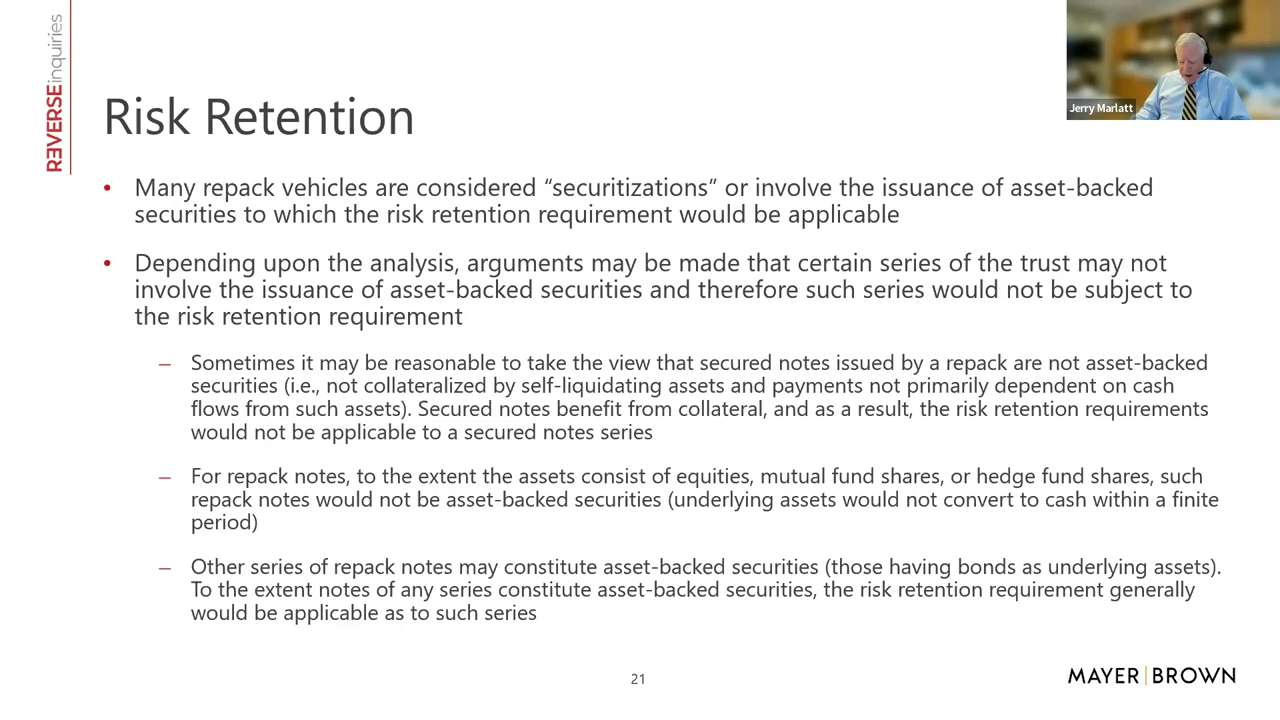 REVERSEinquiries
Jerry Marlatt
Risk Retention
• Many repack vehicles are considered “securitizations” or involve the issuance of asset-backed
securities to which the risk retention requirement would be applicable
• Depending upon the analysis, arguments may be made that certain series of the trust may not
involve the issuance of asset-backed securities and therefore such series would not be subject to
the risk retention requirement
– Sometimes it may be reasonable to take the view that secured notes issued by a repack are not asset-backed
securities (i.e., not collateralized by self-liquidating assets and payments not primarily dependent on cash
flows from such assets). Secured notes benefit from collateral, and as a result, the risk retention requirements
would not be applicable to a secured notes series
– For repack notes, to the extent the assets consist of equities, mutual fund shares, or hedge fund shares, such
repack notes would not be asset-backed securities (underlying assets would not convert to cash within a finite
period)
– Other series of repack notes may constitute asset-backed securities (those having bonds as underlying assets).
To the extent notes of any series constitute asset-backed securities, the risk retention requirement generally
would be applicable as to such series
21
MAYER|BROWN